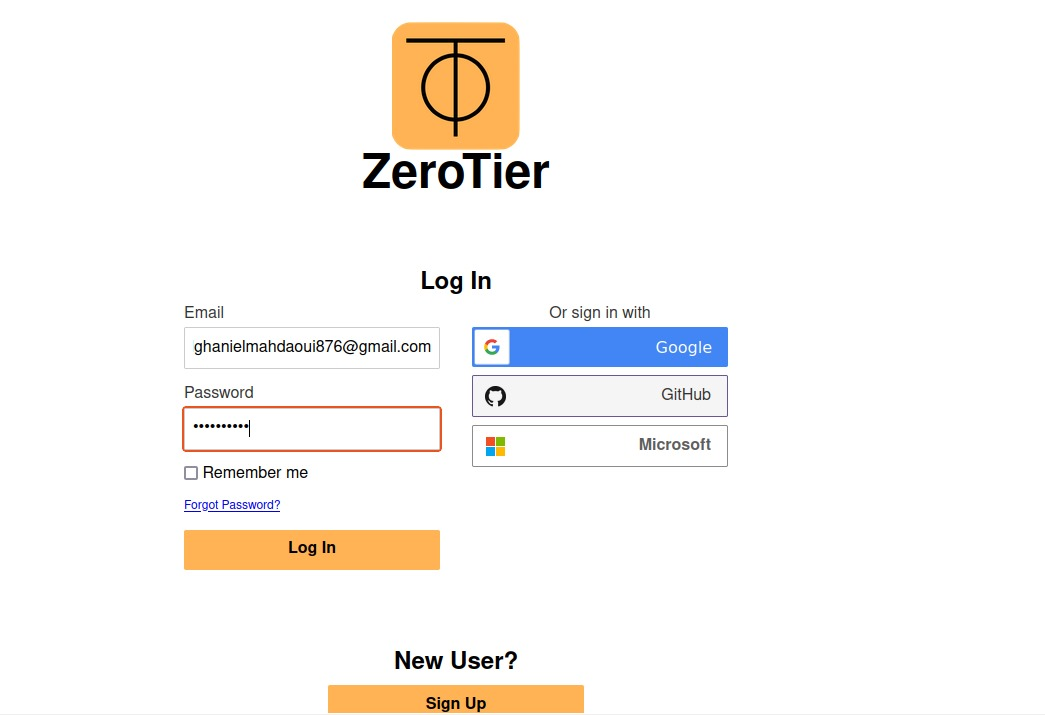 ZeroTier
Log In
Email
ghanielmahdaoui876@gmail.com
Password
••••••••••
Remember me
Forgot Password?
Log In
Or sign in with
Google
GitHub
Microsoft
New User?
Sign Up